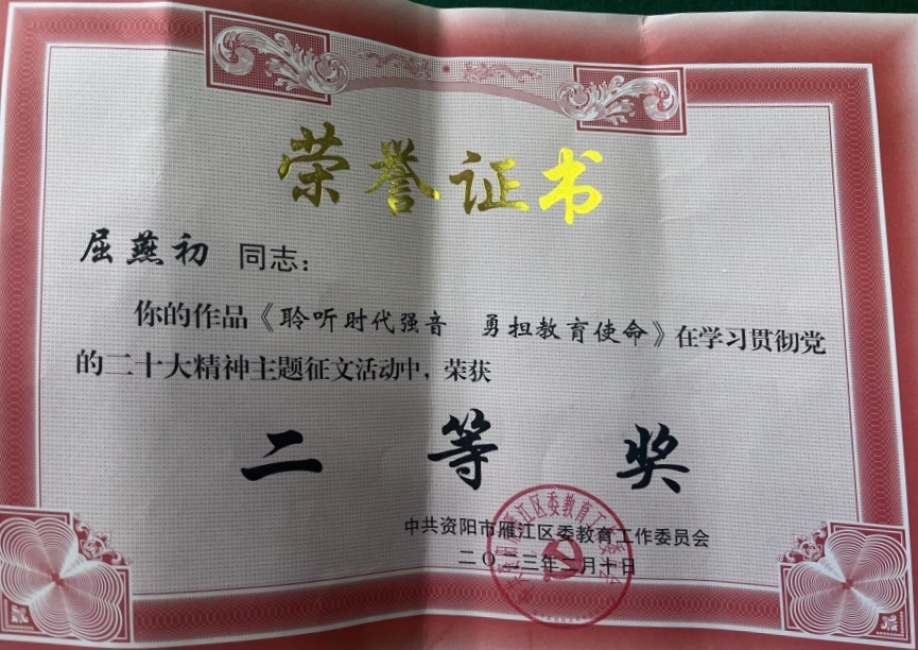 荣誉证书
屈燕初 同志：
你的作品《聆听时代强音 勇担教育使命》在学习贯彻党
的二十大精神主题征文活动中，荣获
二等奖
中共资阳市雁江区委教育工作委员会
二〇二三年二月十日